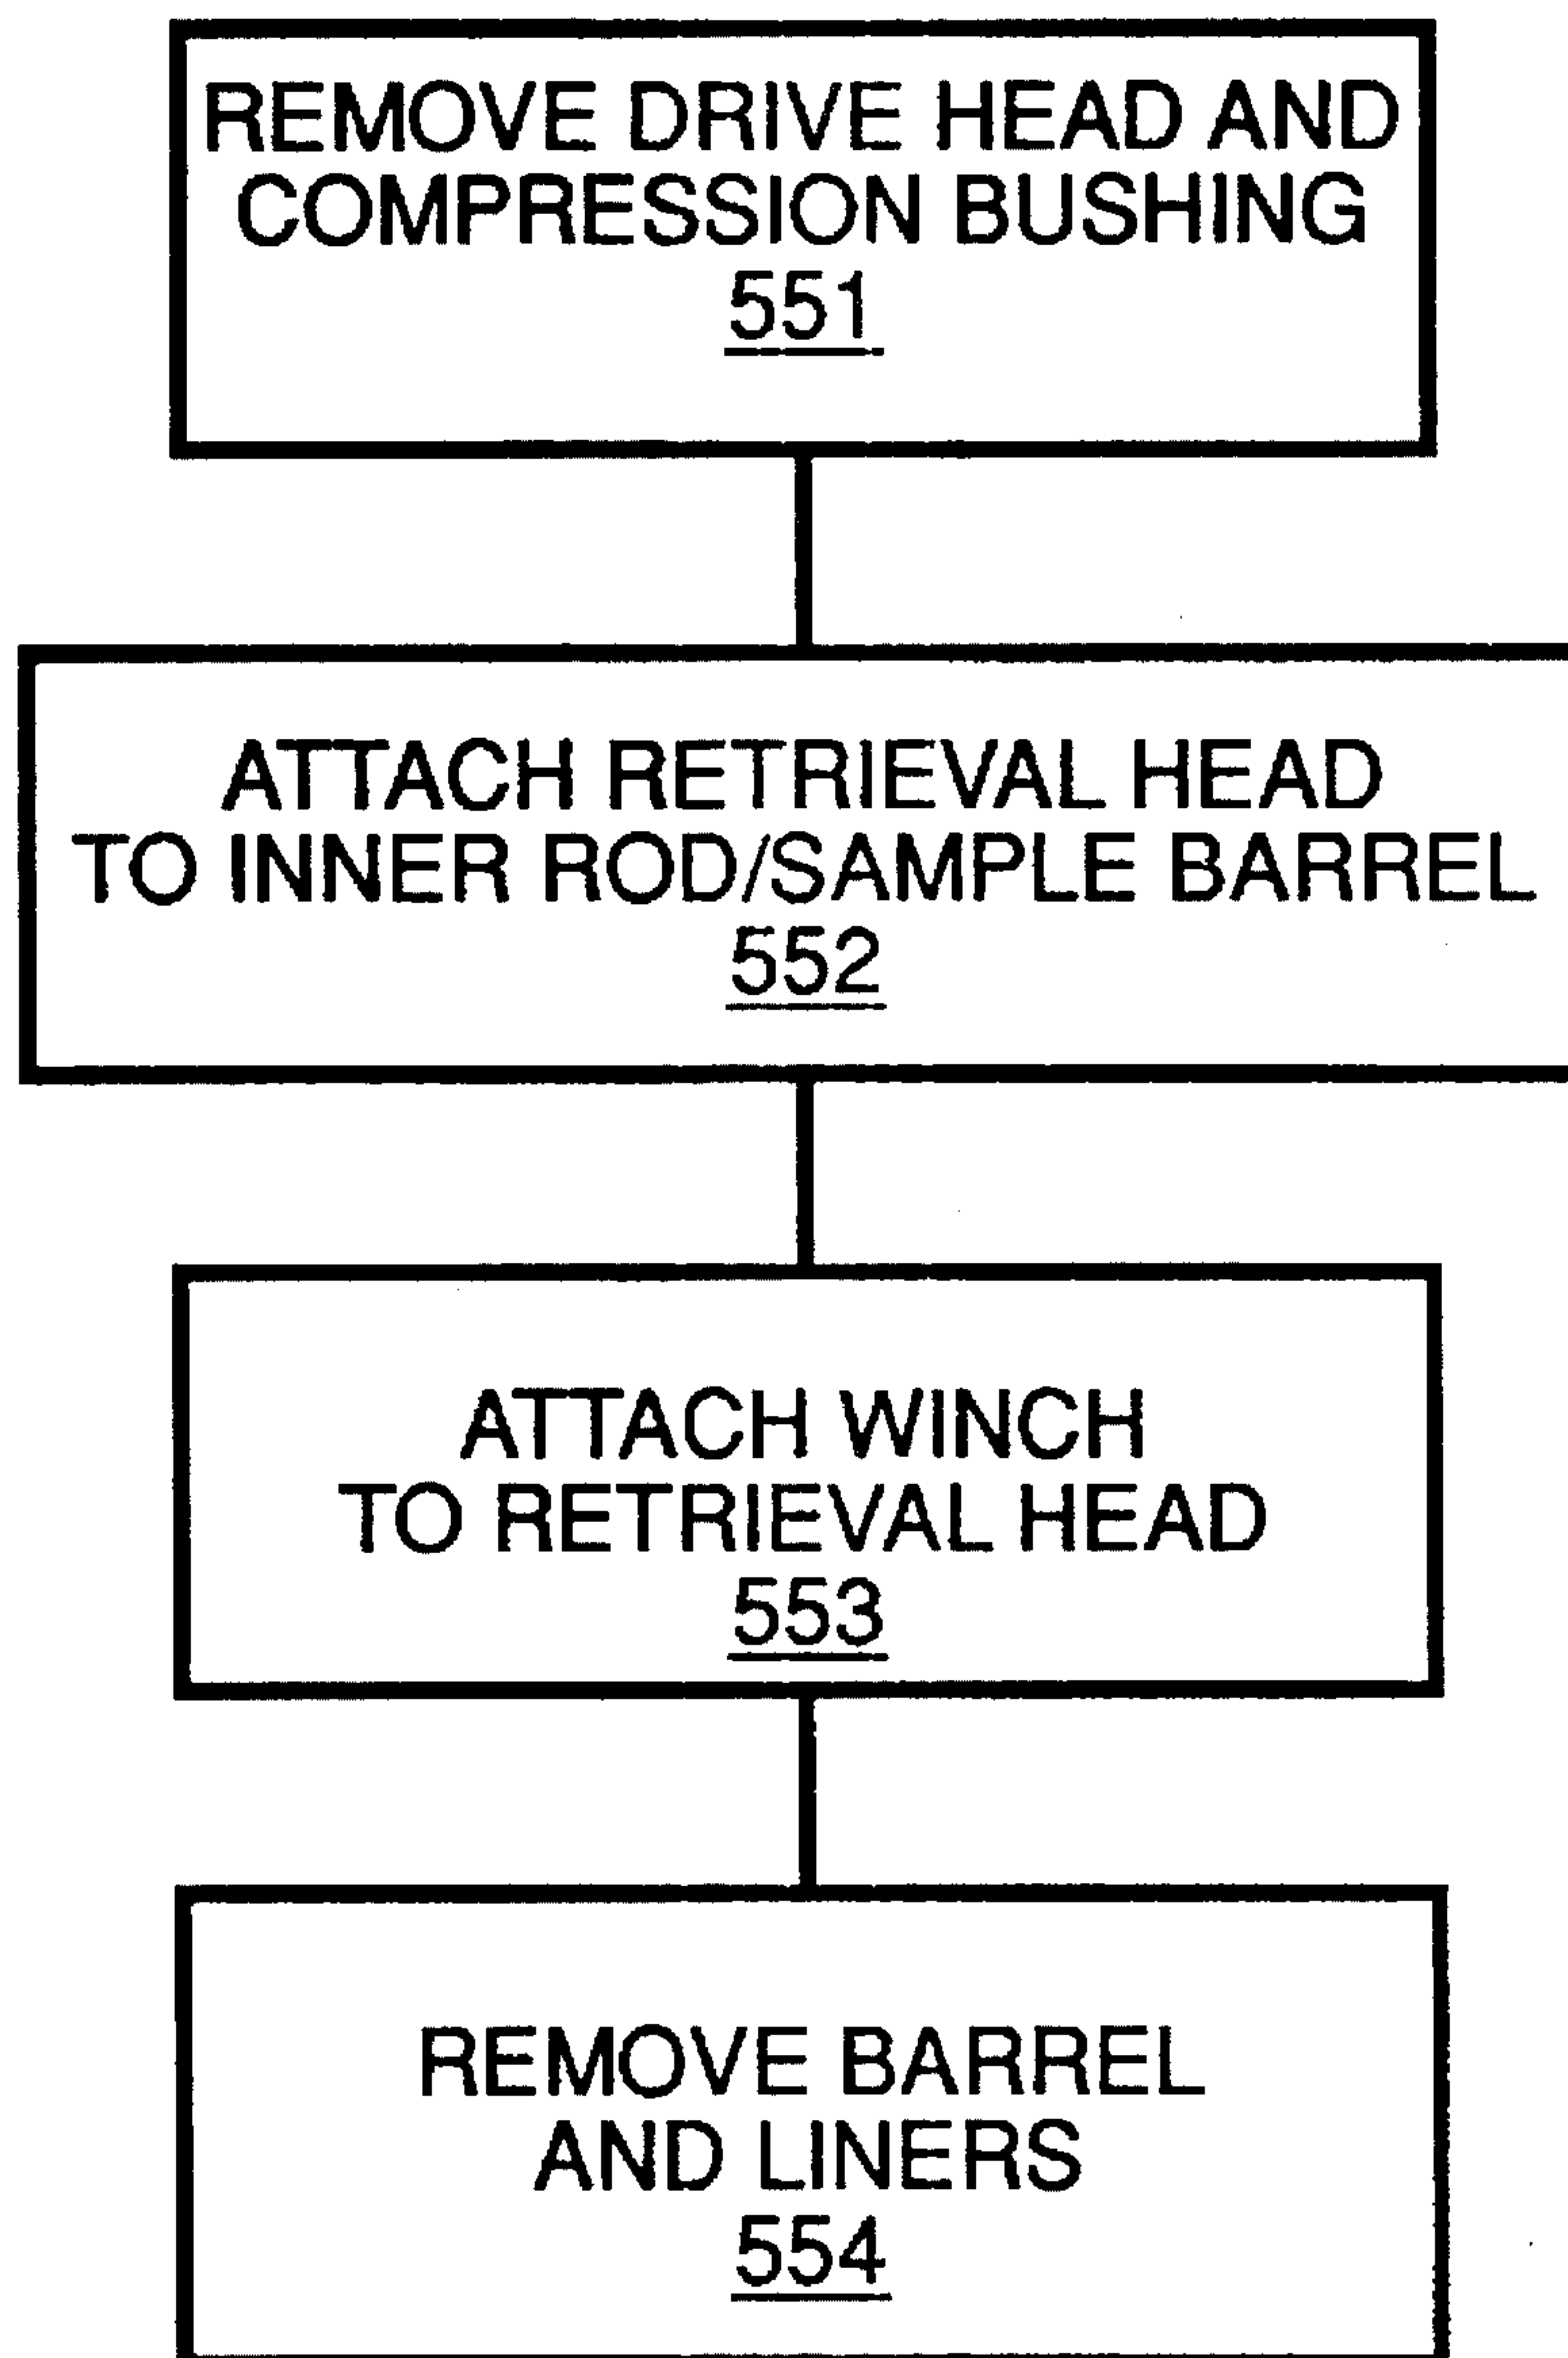 REMOVE DRIVE HEAD AND
COMPRESSION BUSHING
551
ATTACH RETRIEVAL HEAD
TO INNER ROD/SAMPLE BARREL
552
ATTACH WINCH
TO RETRIEVAL HEAD
553
REMOVE BARREL
AND LINERS
554